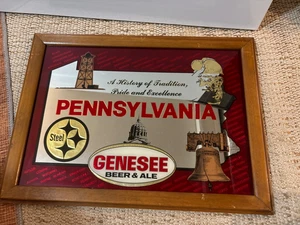 A History of Tradition,
Pride and Excellence
PENNSYLVANIA
Steel
GENESEE
BEER & ALE